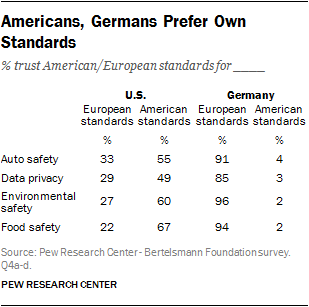 Americans, Germans Prefer Own
Standards
% trust American/European standards for ____
U.S. Germany
European American European American
standards standards standards standards
% % % %
Auto safety 33 55 91 4
Data privacy 29 49 85 3
Environmental
safety 27 60 96 2
Food safety 22 67 94 2
Source: Pew Research Center- Bertelsmann Foundation survey.
Q4a-d.
PEW RESEARCH CENTER